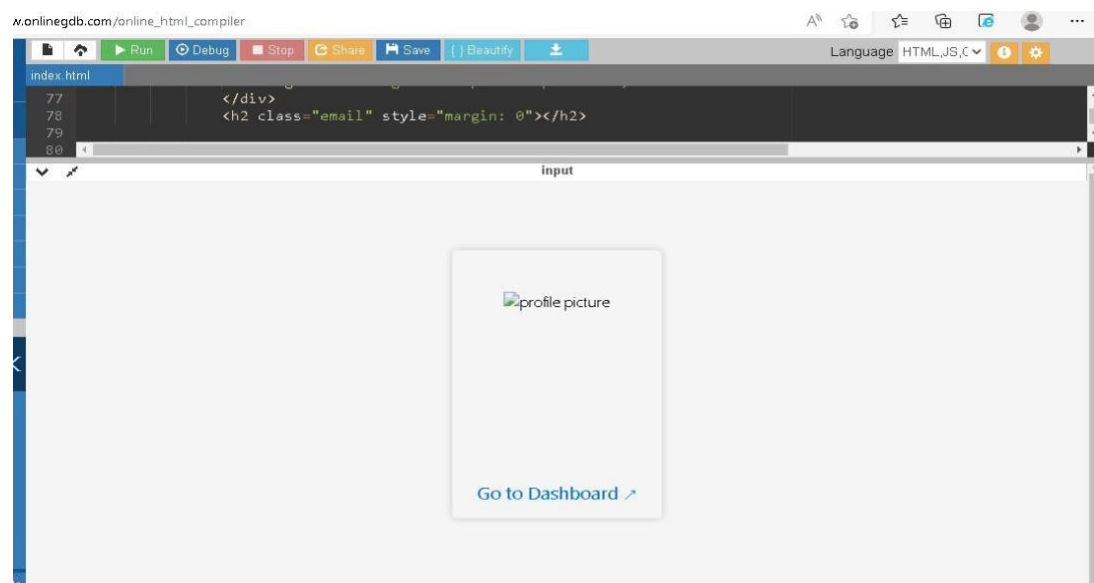 w.onlinegdb.com/online_html_compiler
Run Debug Stop Share Save { } Beautify Language HTML,JS,C
index.html
77 </div>
78 <h2 class="email" style="margin: 0"></h2>
79
80
input
profile picture
Go to Dashboard ↗